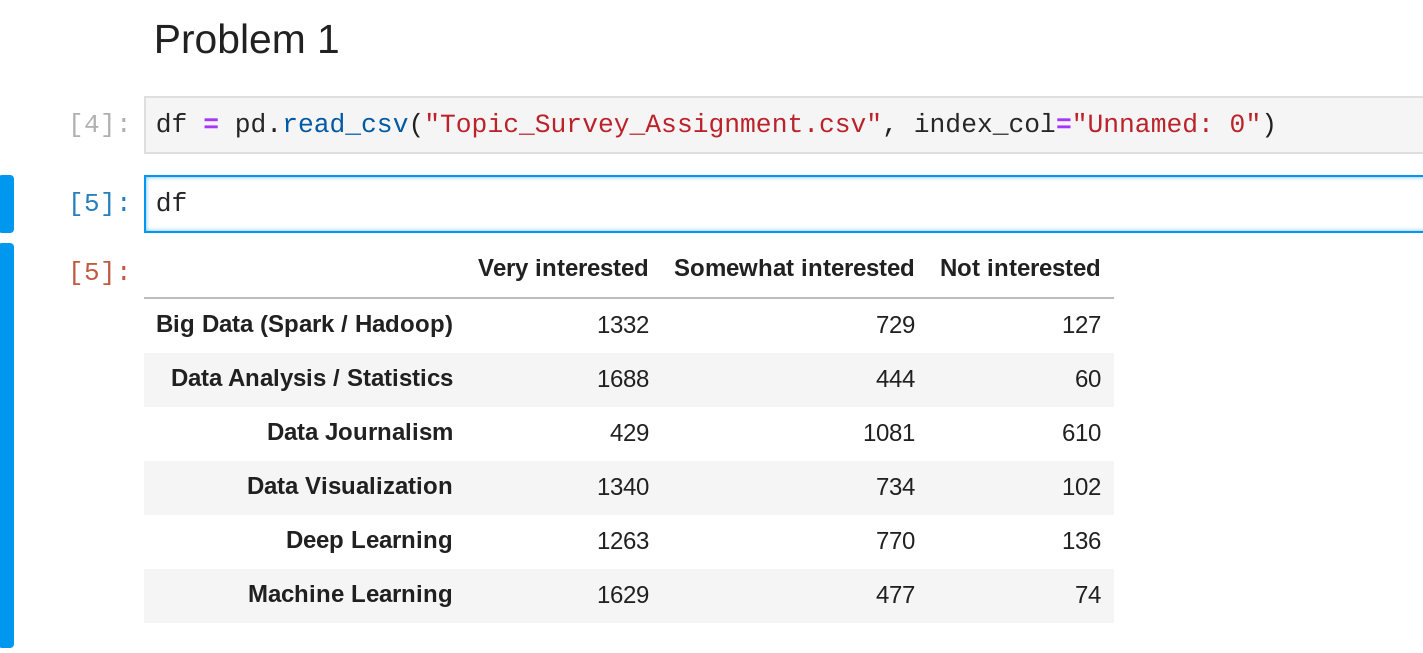 Problem 1
[4]: df = pd.read_csv("Topic_Survey_Assignment.csv", index_col="Unnamed: 0")
[5]: df
[5]: Very interested Somewhat interested Not interested
Big Data (Spark / Hadoop) 1332 729 127
Data Analysis / Statistics 1688 444 60
Data Journalism 429 1081 610
Data Visualization 1340 734 102
Deep Learning 1263 770 136
Machine Learning 1629 477 74